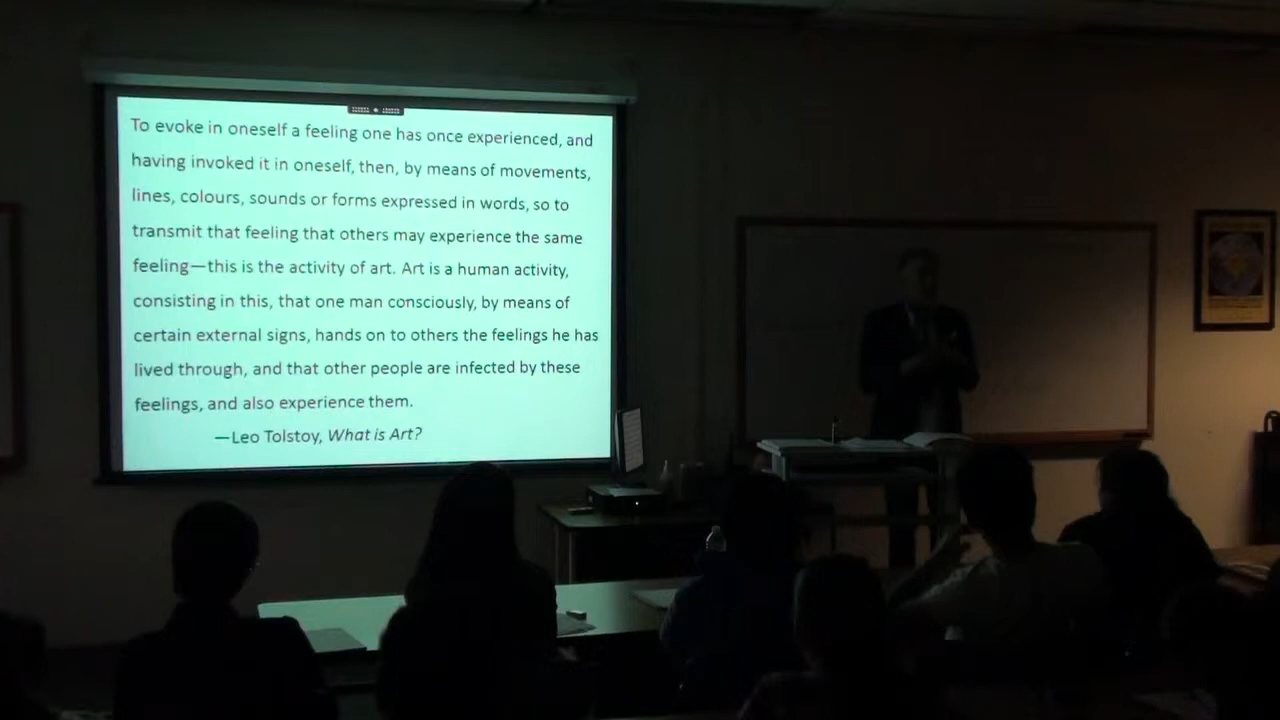 To evoke in oneself a feeling one has once experienced, and
having invoked it in oneself, then, by means of movements,
lines, colours, sounds or forms expressed in words, so to
transmit that feeling that others may experience the same
feeling—this is the activity of art. Art is a human activity,
consisting in this, that one man consciously, by means of
certain external signs, hands on to others the feelings he has
lived through, and that other people are infected by these
feelings, and also experience them.
—Leo Tolstoy, What is Art?